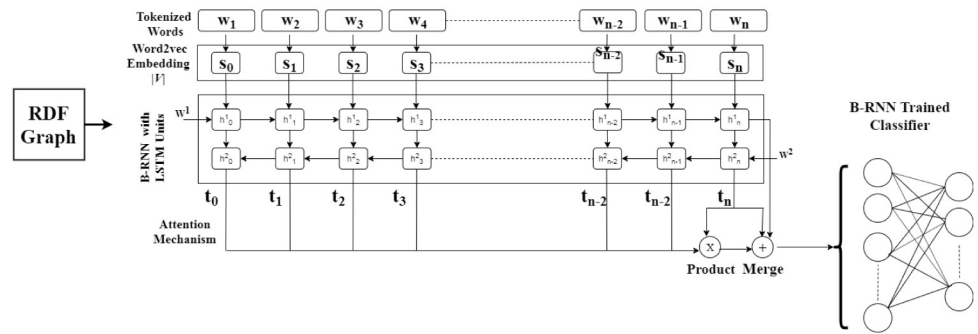 Tokenized Words
w1 w2 w3 w4 wn-2 wn-1 wn
Word2vec Embedding |V|
s0 s1 s2 s3 sn-2 sn-1 sn
RDF Graph
B-RNN with LSTM Units
W1
h10 h11 h12 h13 h1n-2 h1n-1 h1n
h20 h21 h22 h23 h2n-2 h2n-1 h2n
W2
t0 t1 t2 t3 tn-2 tn-2 tn
Attention Mechanism
X +
Product Merge
B-RNN Trained Classifier